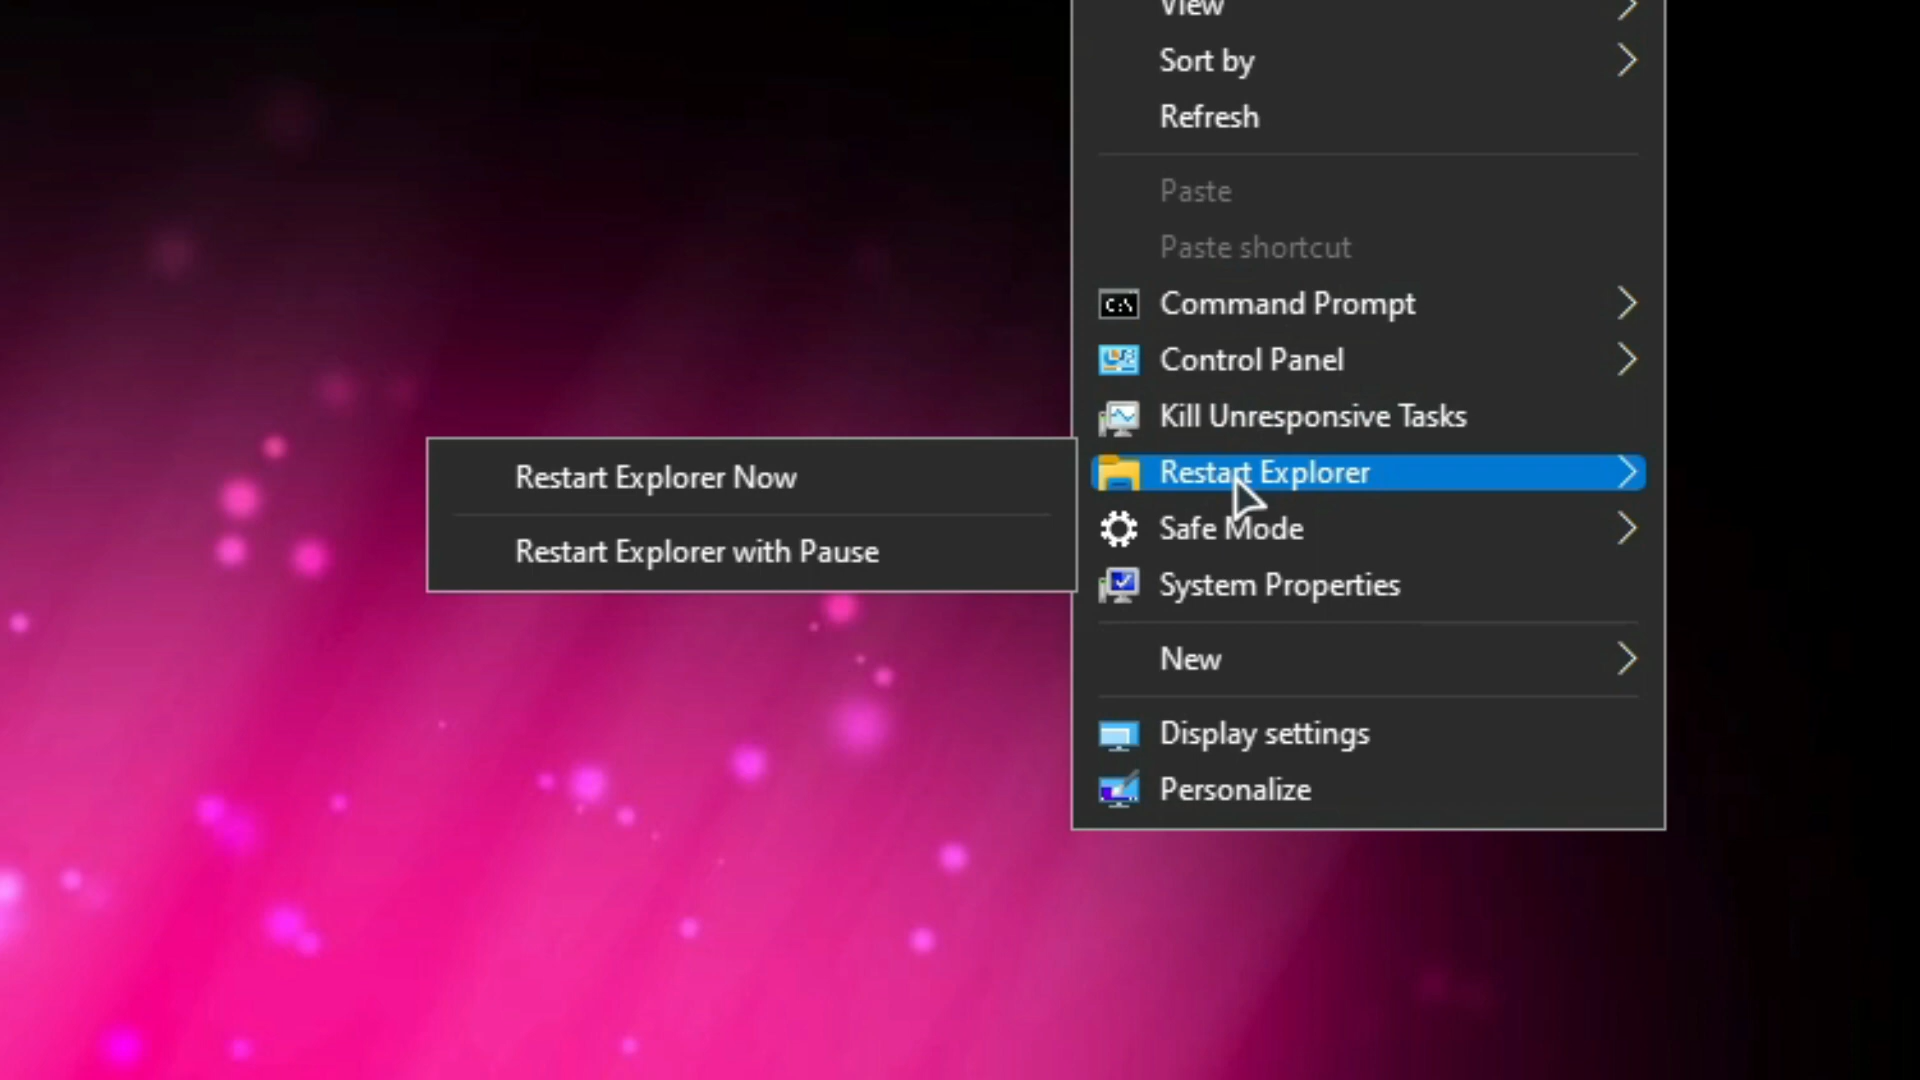 View
Sort by
Refresh
Paste
Paste shortcut
C:\
Command Prompt
Control Panel
Kill Unresponsive Tasks
Restart Explorer
Restart Explorer Now
Restart Explorer with Pause
Safe Mode
System Properties
New
Display settings
Personalize